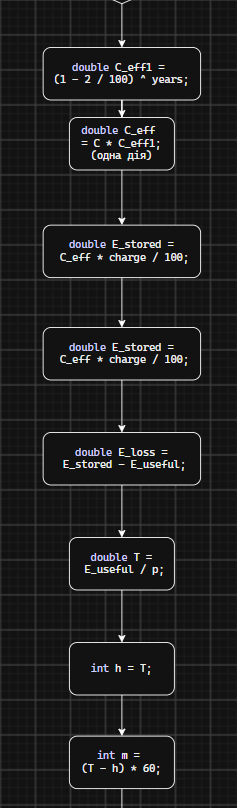 double C_eff1 =
(1 - 2 / 100) ^ years;
double C_eff
= C * C_eff1;
(одна дія)
double E_stored =
C_eff * charge / 100;
double E_stored =
C_eff * charge / 100;
double E_loss =
E_stored - E_useful;
double T =
E_useful / p;
int h = T;
int m =
(T - h) * 60;